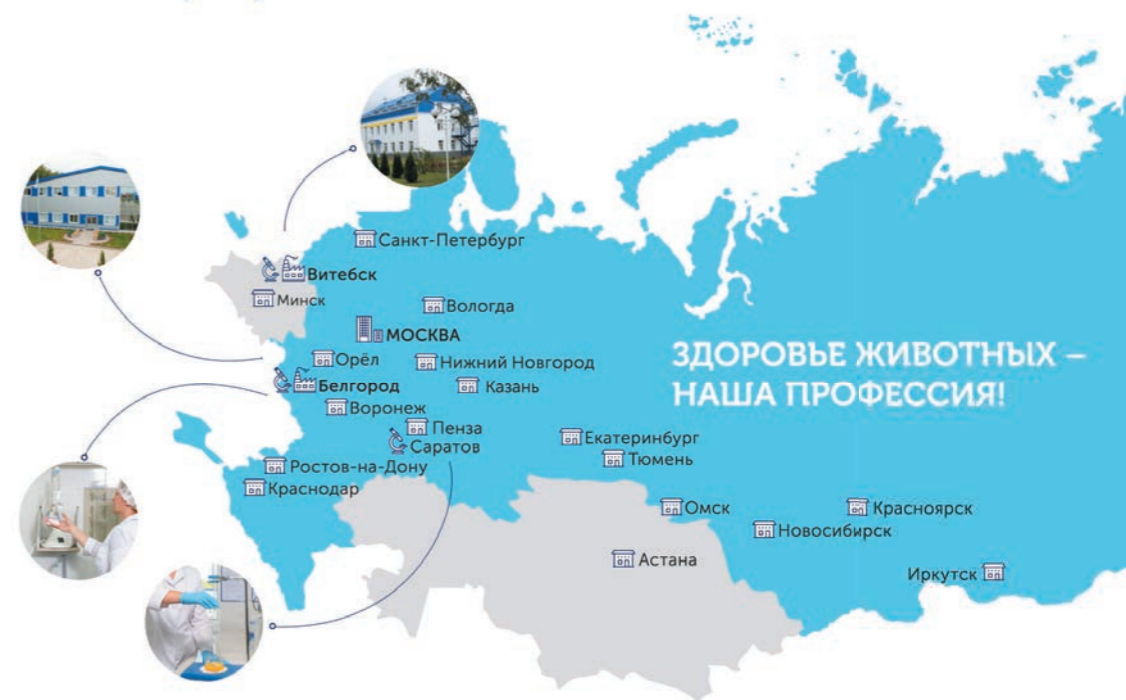 Санкт-Петербург
Витебск
Минск
Вологда
МОСКВА
Орёл
Нижний Новгород
Белгород
Казань
Воронеж
Пенза
Саратов
Ростов-на-Дону
Краснодар
ЗДОРОВЬЕ ЖИВОТНЫХ –
НАША ПРОФЕССИЯ!
Екатеринбург
Тюмень
Омск
Красноярск
Новосибирск
Астана
Иркутск